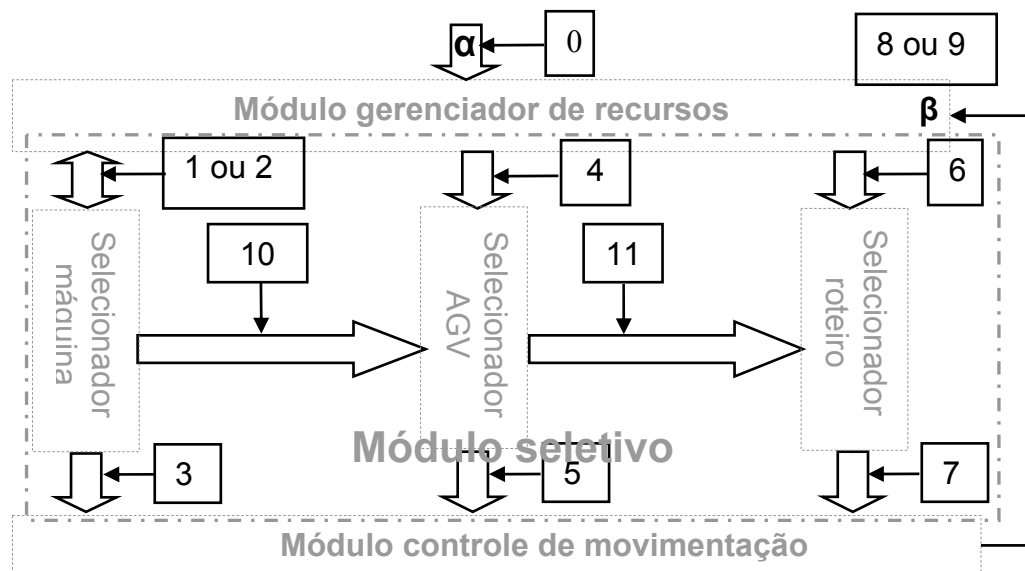 α
0
8 ou 9
Módulo gerenciador de recursos
β
1 ou 2
4
6
10
11
Selecionador
máquina
Selecionador
AGV
Selecionador
roteiro
Módulo seletivo
3
5
7
Módulo controle de movimentação